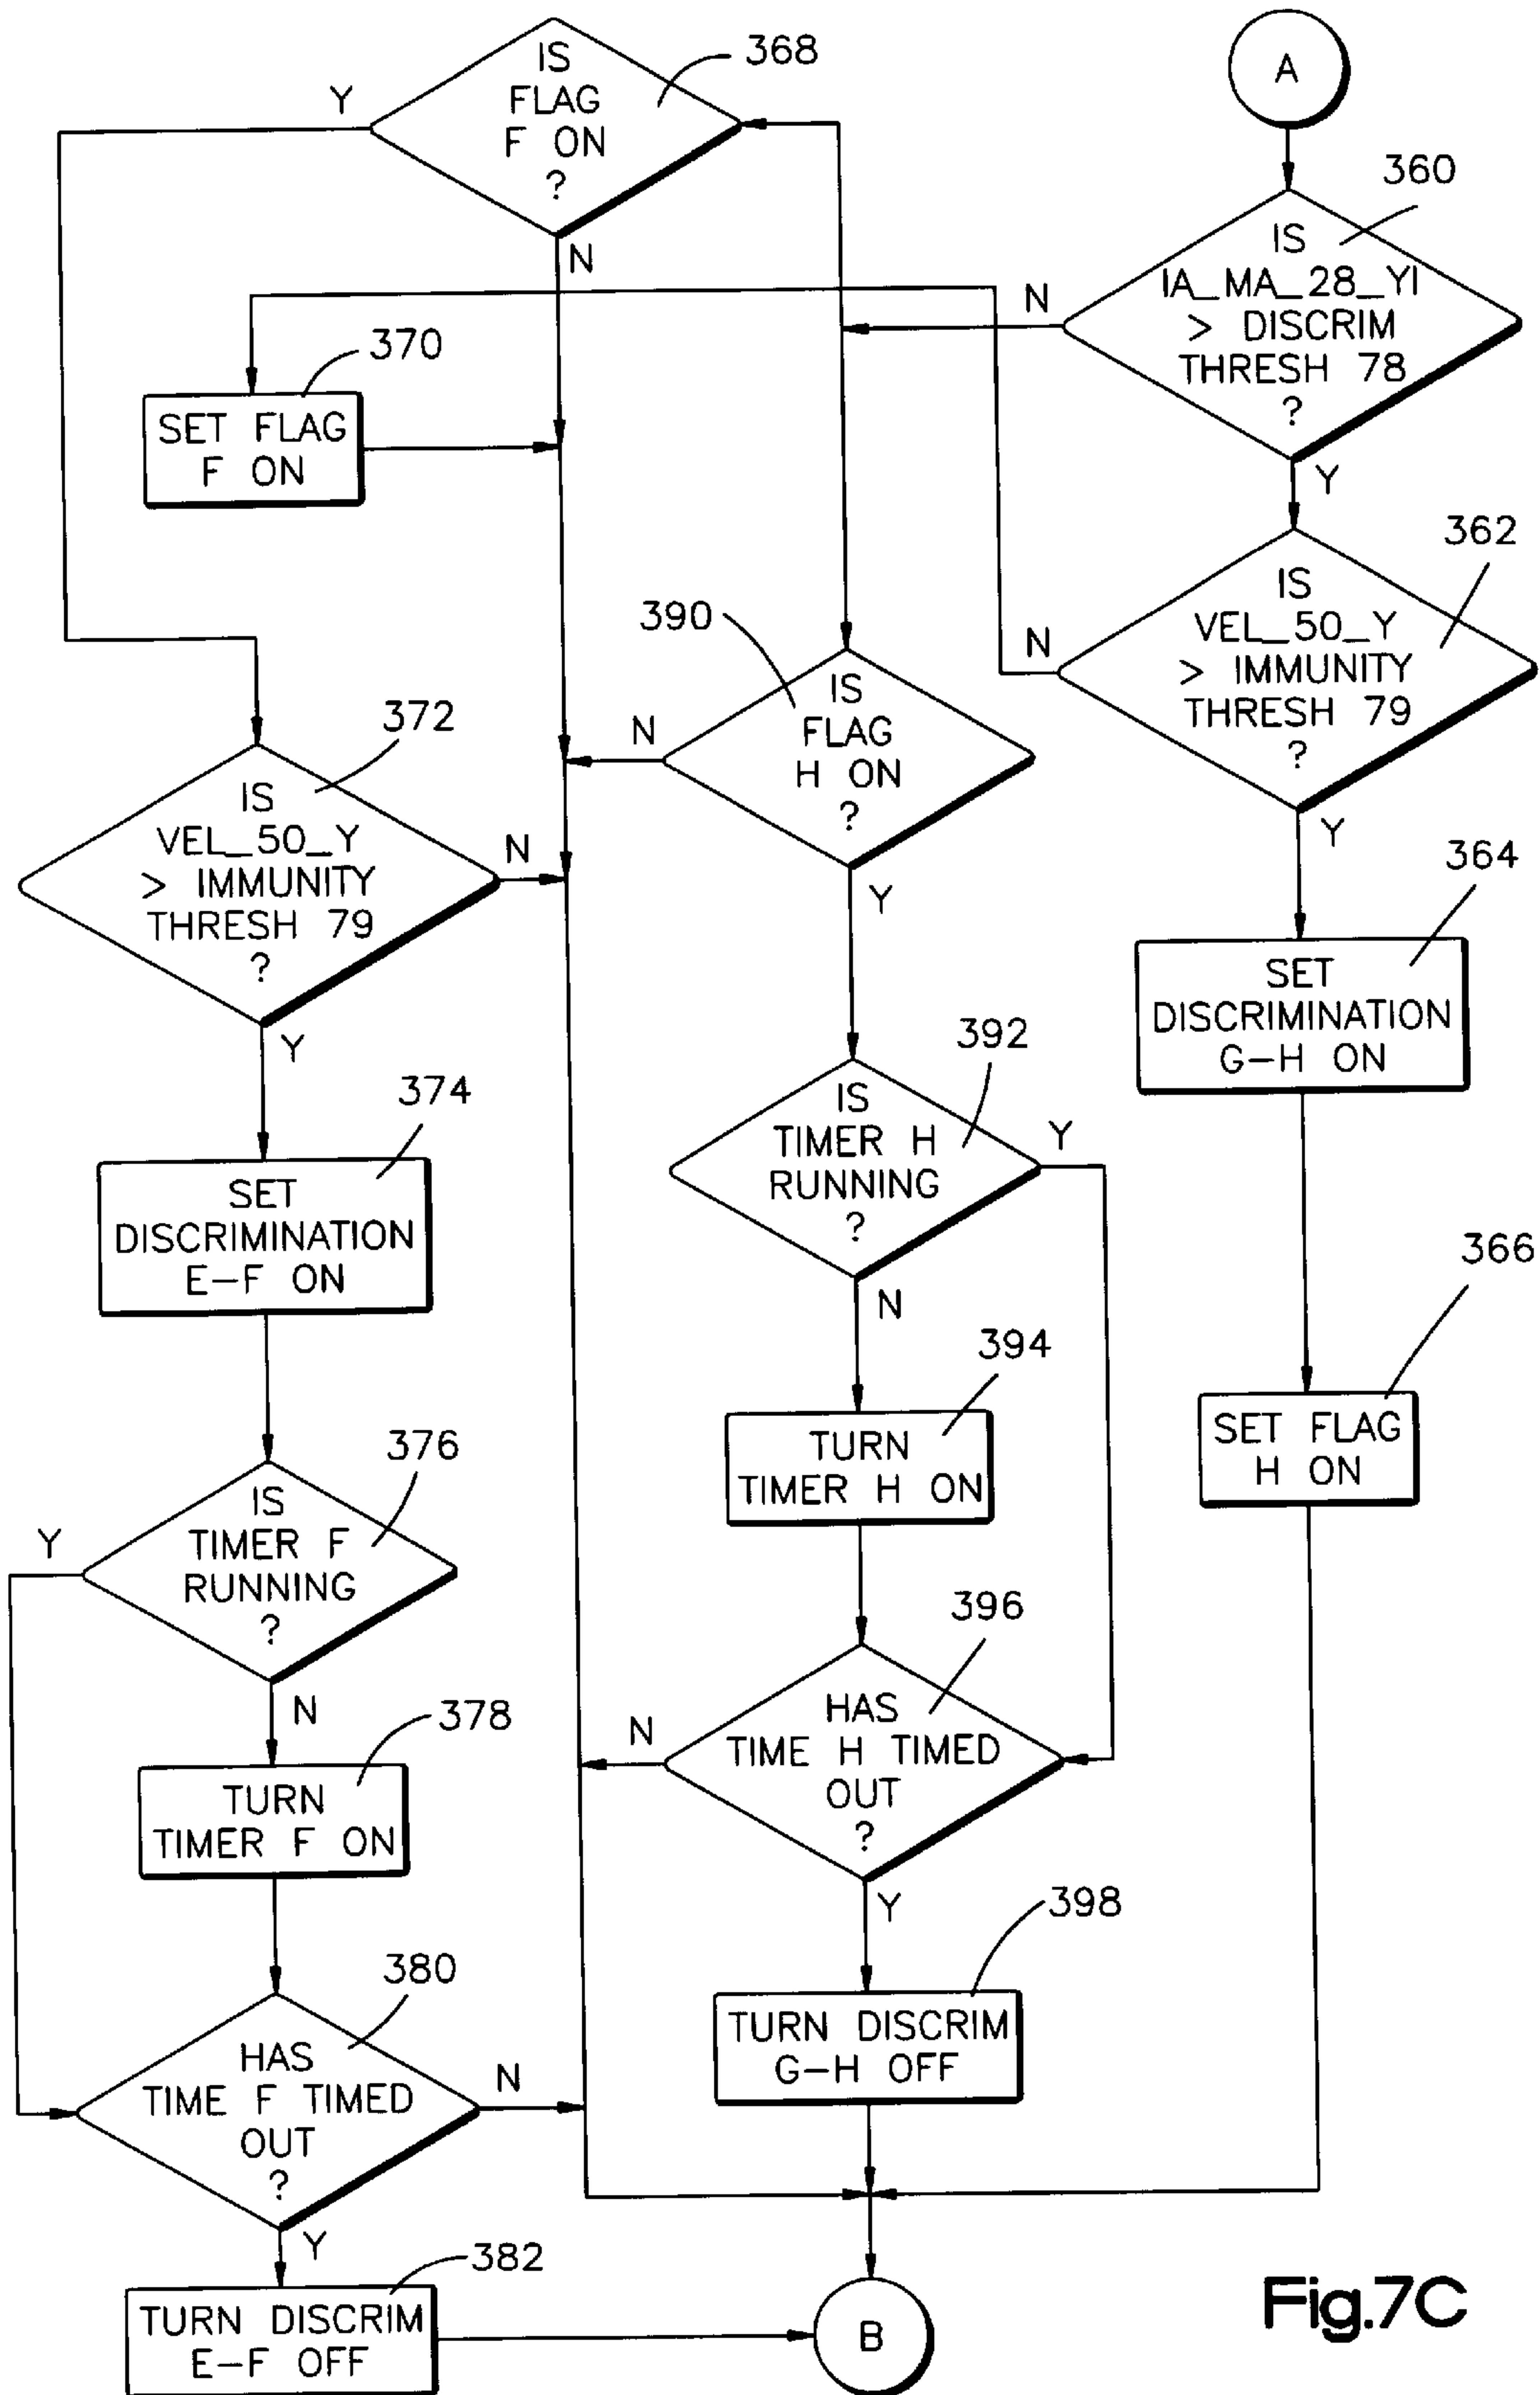 A
360
IS
|A_MA_28_Y|
> DISCRIM
THRESH 78
?
N
Y
362
IS
VEL_50_Y
> IMMUNITY
THRESH 79
?
N
Y
364
SET
DISCRIMINATION
G-H ON
366
SET FLAG
H ON
368
IS
FLAG
F ON
?
Y
N
370
SET FLAG
F ON
372
IS
VEL_50_Y
> IMMUNITY
THRESH 79
?
N
Y
374
SET
DISCRIMINATION
E-F ON
376
IS
TIMER F
RUNNING
?
Y
N
378
TURN
TIMER F ON
380
HAS
TIME F TIMED
OUT
?
N
Y
382
TURN DISCRIM
E-F OFF
390
IS
FLAG
H ON
?
N
Y
392
IS
TIMER H
RUNNING
?
Y
N
394
TURN
TIMER H ON
396
HAS
TIME H TIMED
OUT
?
N
Y
398
TURN DISCRIM
G-H OFF
B
Fig.7C